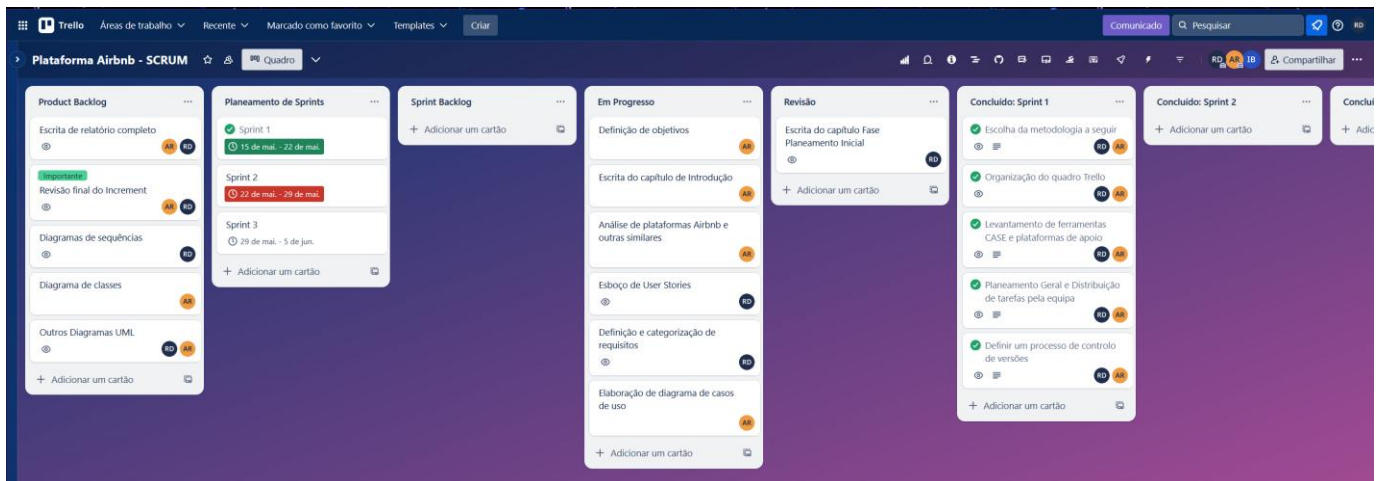 Trello Áreas de trabalho Recente Marcado como favorito Templates Criar Comunicado Pesquisar RD
Plataforma Airbnb - SCRUM Quadro RD AR IB Compartilhar
Product Backlog
Escrita de relatório completo
AR RD
Importante
Revisão final do Increment
AR RD
Diagramas de sequências
RD
Diagrama de classes
AR
Outros Diagramas UML
RD AR
+ Adicionar um cartão
Planeamento de Sprints
Sprint 1
15 de mai. - 22 de mai.
Sprint 2
22 de mai. - 29 de mai.
Sprint 3
29 de mai. - 5 de jun.
+ Adicionar um cartão
Sprint Backlog
+ Adicionar um cartão
Em Progresso
Definição de objetivos
AR
Escrita do capítulo de Introdução
AR
Análise de plataformas Airbnb e
outras similares
AR
Esboço de User Stories
RD
Definição e categorização de
requisitos
RD
Elaboração de diagrama de casos
de uso
AR
+ Adicionar um cartão
Revisão
Escrita do capítulo Fase
Planeamento Inicial
RD
+ Adicionar um cartão
Concluído: Sprint 1
Escolha da metodologia a seguir
RD AR
Organização do quadro Trello
RD AR
Levantamento de ferramentas
CASE e plataformas de apoio
RD AR
Planeamento Geral e Distribuição
de tarefas pela equipa
RD AR
Definir um processo de controlo
de versões
RD AR
+ Adicionar um cartão
Concluído: Sprint 2
+ Adicionar um cartão
Concluí
+ Adic